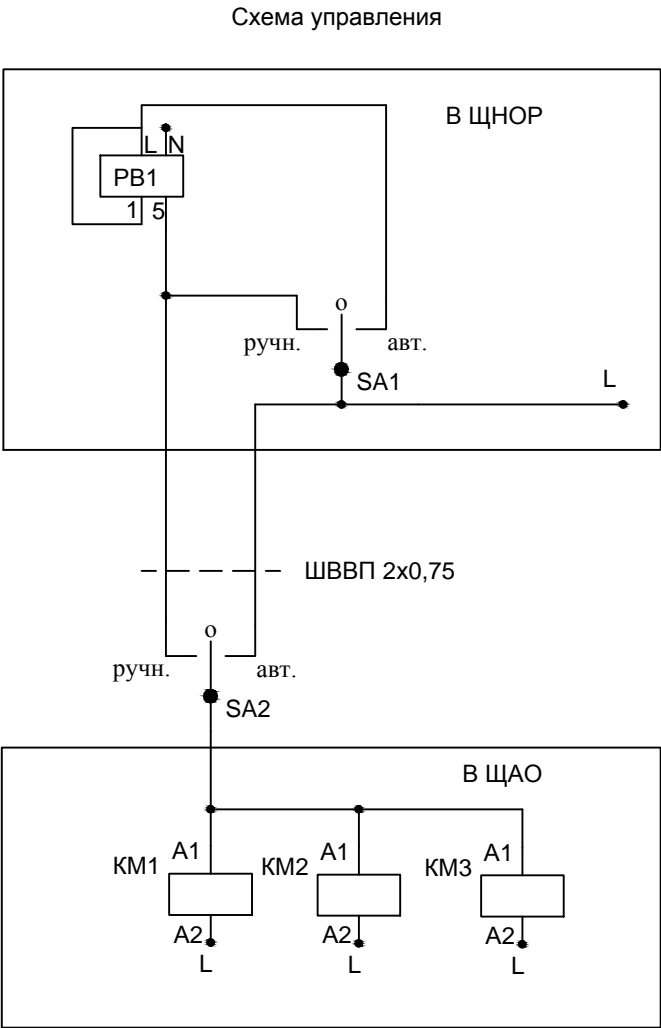 Схема управления
В ЩНОР
L N
РВ1
1 5
о
ручн. авт.
SA1
L
ШВВП 2х0,75
о
ручн. авт.
SA2
В ЩАО
КМ1 А1 КМ2 А1 КМ3 А1
А2 А2 А2
L L L